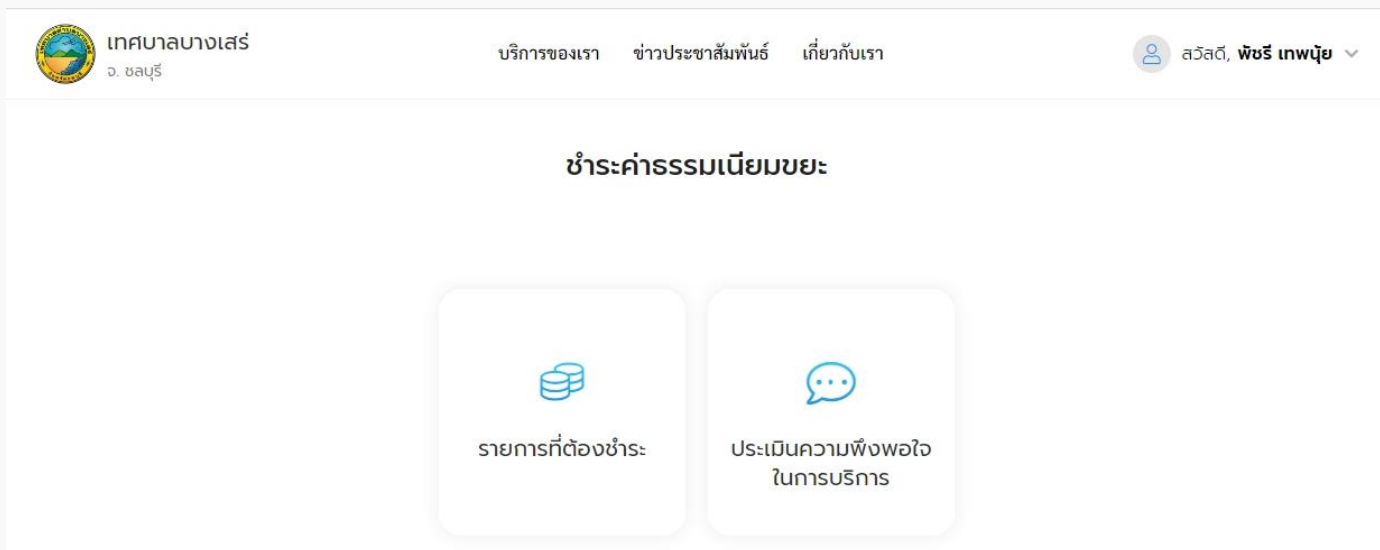 เทศบาลบางเสร่
จ. ชลบุรี
บริการของเรา ข่าวประชาสัมพันธ์ เกี่ยวกับเรา
สวัสดี, พัชรี เทพนุ้ย
ชำระค่าธรรมเนียมขยะ
รายการที่ต้องชำระ
ประเมินความพึงพอใจ
ในการบริการ